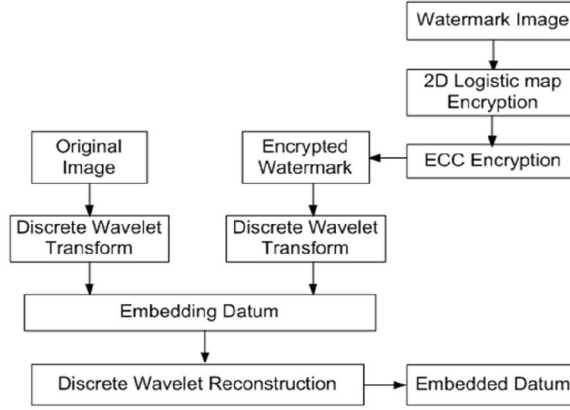 Watermark Image
2D Logistic map
Encryption
Original
Image
Encrypted
Watermark
ECC Encryption
Discrete Wavelet
Transform
Discrete Wavelet
Transform
Embedding Datum
Discrete Wavelet Reconstruction
Embedded Datum